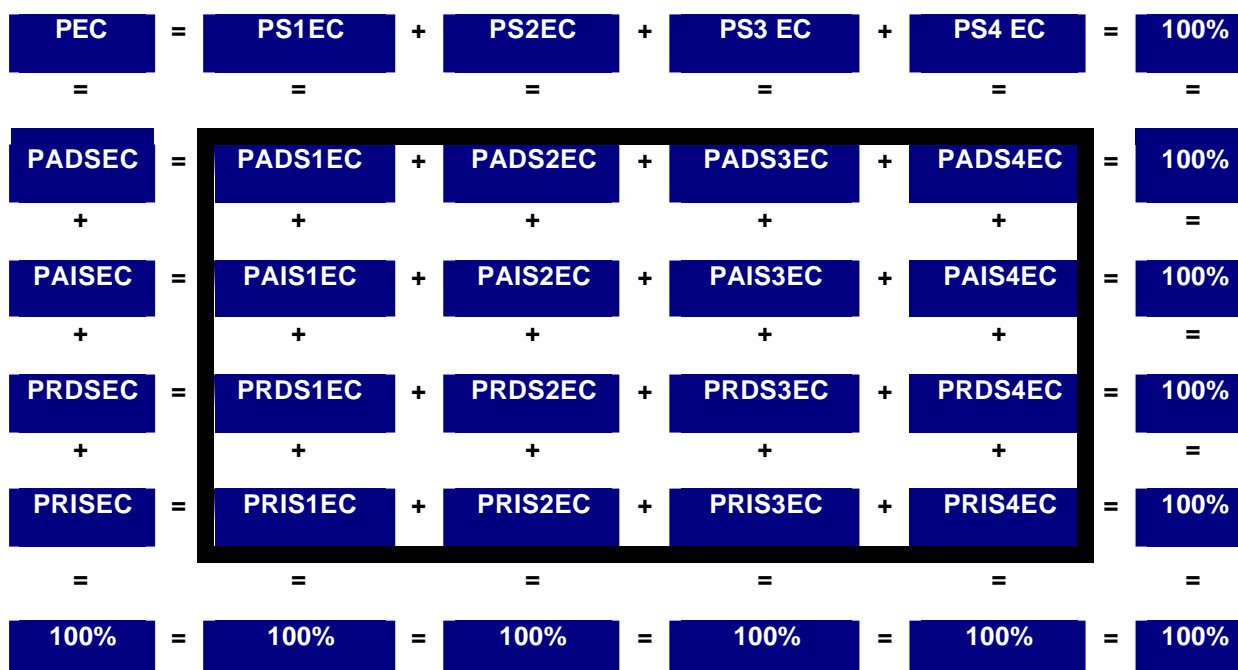 PEC = PS1EC + PS2EC + PS3 EC + PS4 EC = 100%
= = = = = =
PADSEC = PADS1EC + PADS2EC + PADS3EC + PADS4EC = 100%
+ + + + + =
PAISEC = PAIS1EC + PAIS2EC + PAIS3EC + PAIS4EC = 100%
+ + + + + =
PRDSEC = PRDS1EC + PRDS2EC + PRDS3EC + PRDS4EC = 100%
+ + + + + =
PRISEC = PRIS1EC + PRIS2EC + PRIS3EC + PRIS4EC = 100%
= = = = = =
100% = 100% = 100% = 100% = 100% = 100%